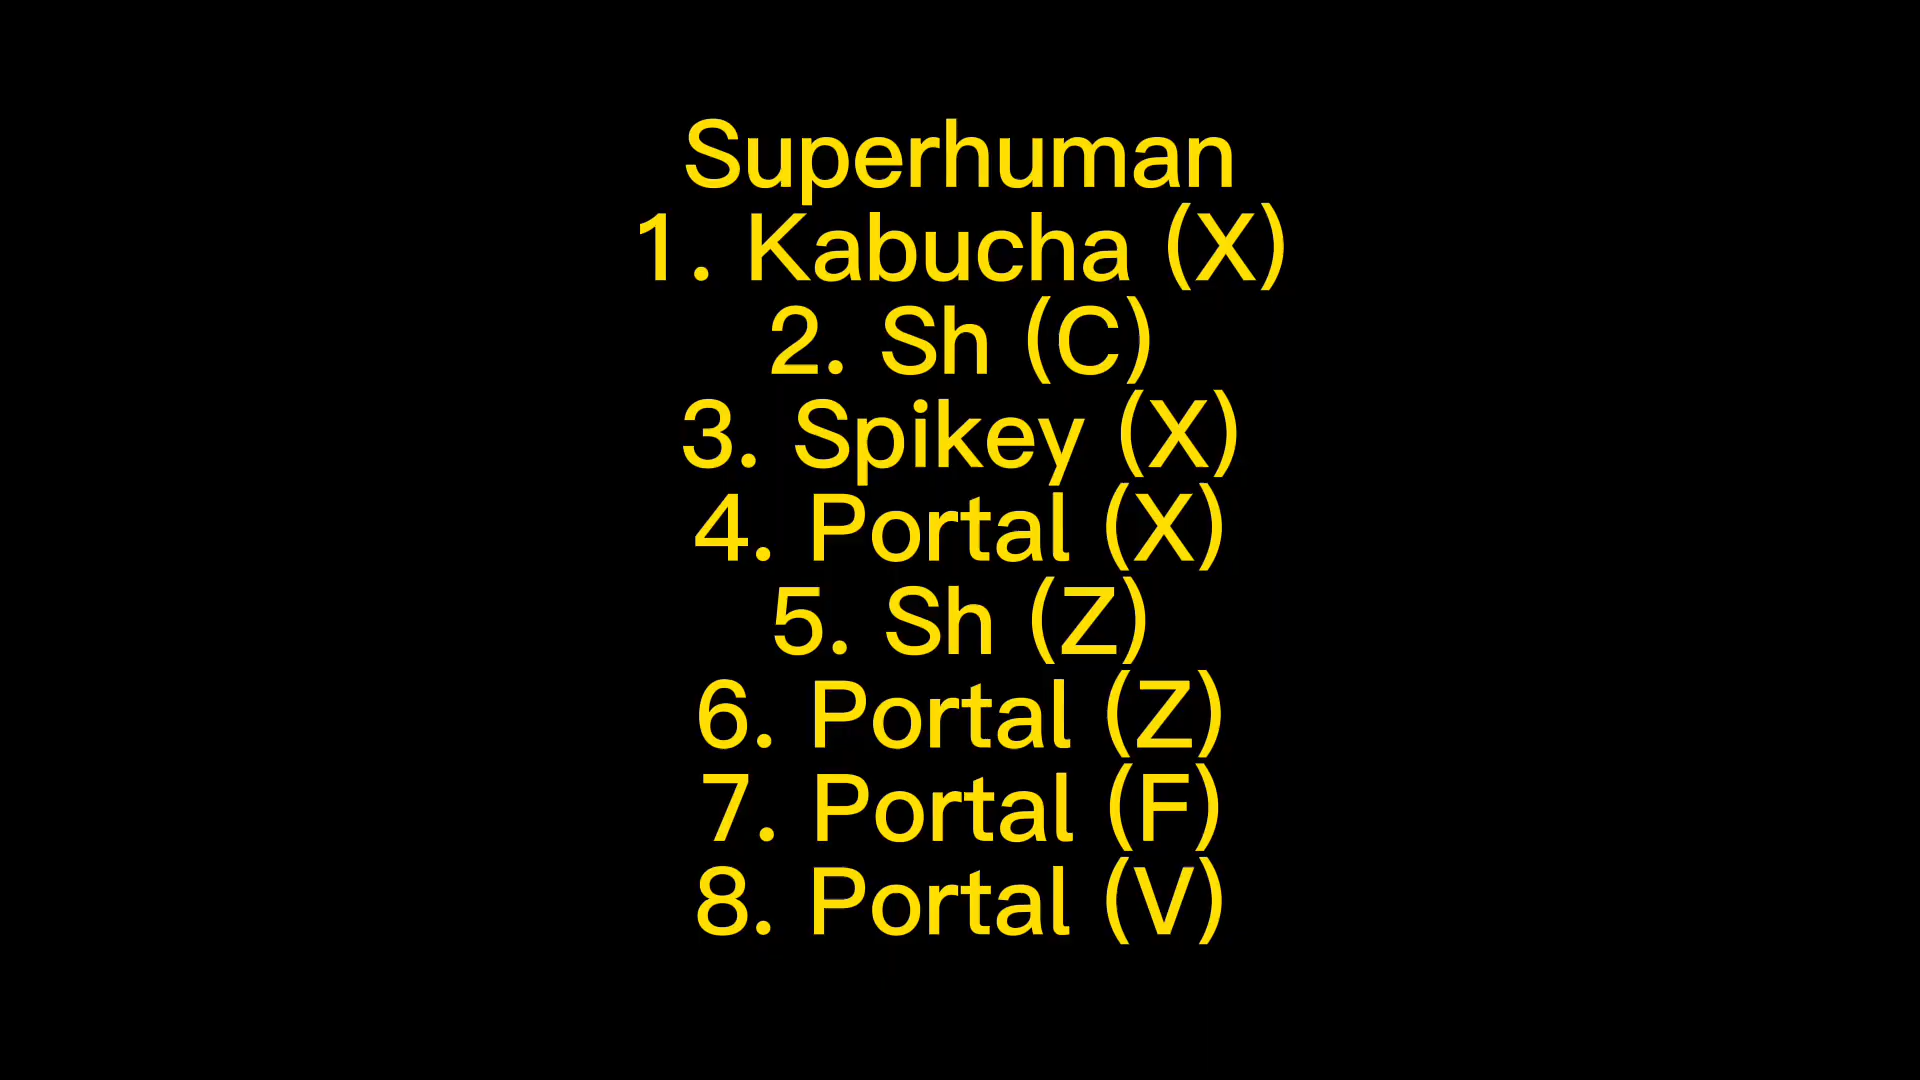 Superhuman
1. Kabucha (X)
2. Sh (C)
3. Spikey (X)
4. Portal (X)
5. Sh (Z)
6. Portal (Z)
7. Portal (F)
8. Portal (V)